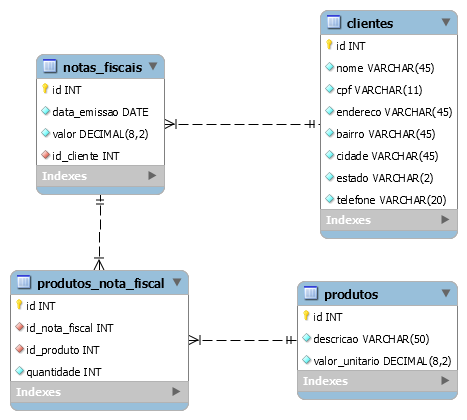 clientes
id INT
nome VARCHAR(45)
cpf VARCHAR(11)
endereco VARCHAR(45)
bairro VARCHAR(45)
cidade VARCHAR(45)
estado VARCHAR(2)
telefone VARCHAR(20)
Indexes
notas_fiscais
id INT
data_emissao DATE
valor DECIMAL(8,2)
id_cliente INT
Indexes
produtos_nota_fiscal
id INT
id_nota_fiscal INT
id_produto INT
quantidade INT
Indexes
produtos
id INT
descricao VARCHAR(50)
valor_unitario DECIMAL(8,2)
Indexes